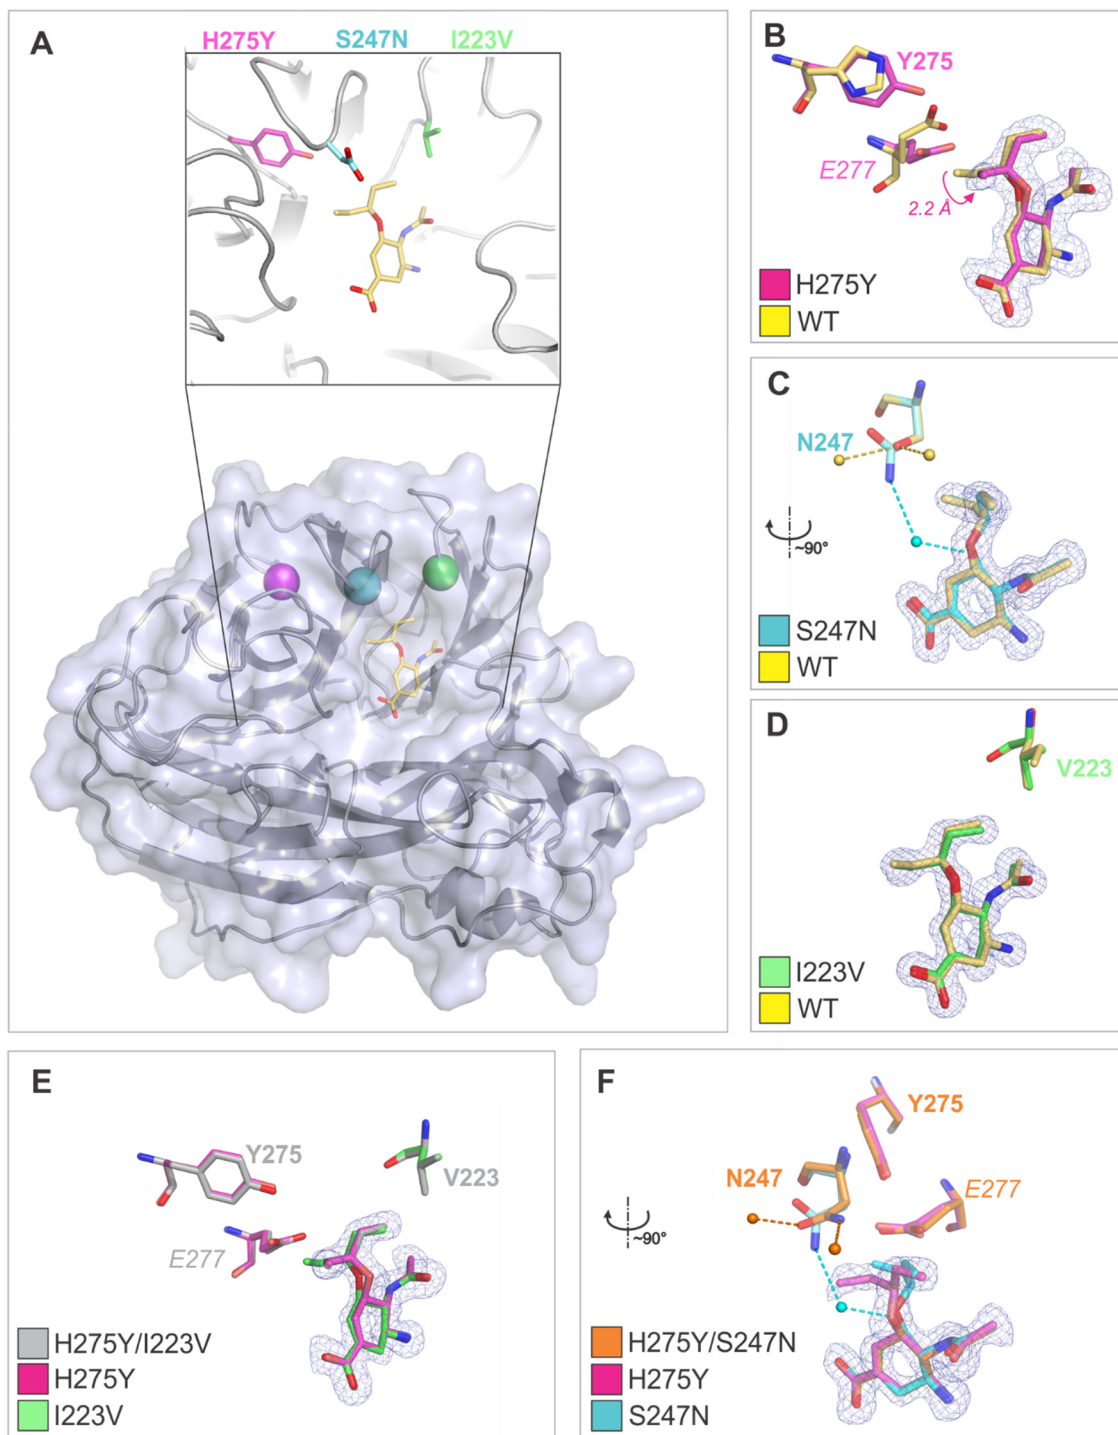 A
H275Y S247N I223V
B
Y275
E277
2.2 Å
H275Y
WT
C
N247
~90°
S247N
WT
D
V223
I223V
WT
E
Y275
V223
E277
H275Y/I223V
H275Y
I223V
F
Y275
N247
E277
~90°
H275Y/S247N
H275Y
S247N